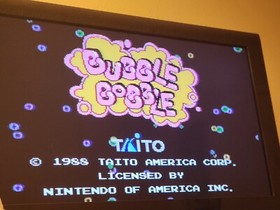 BUBBLE
BOBBLE
TAITO
© 1988 TAITO AMERICA CORP.
LICENSED BY
NINTENDO OF AMERICA INC.